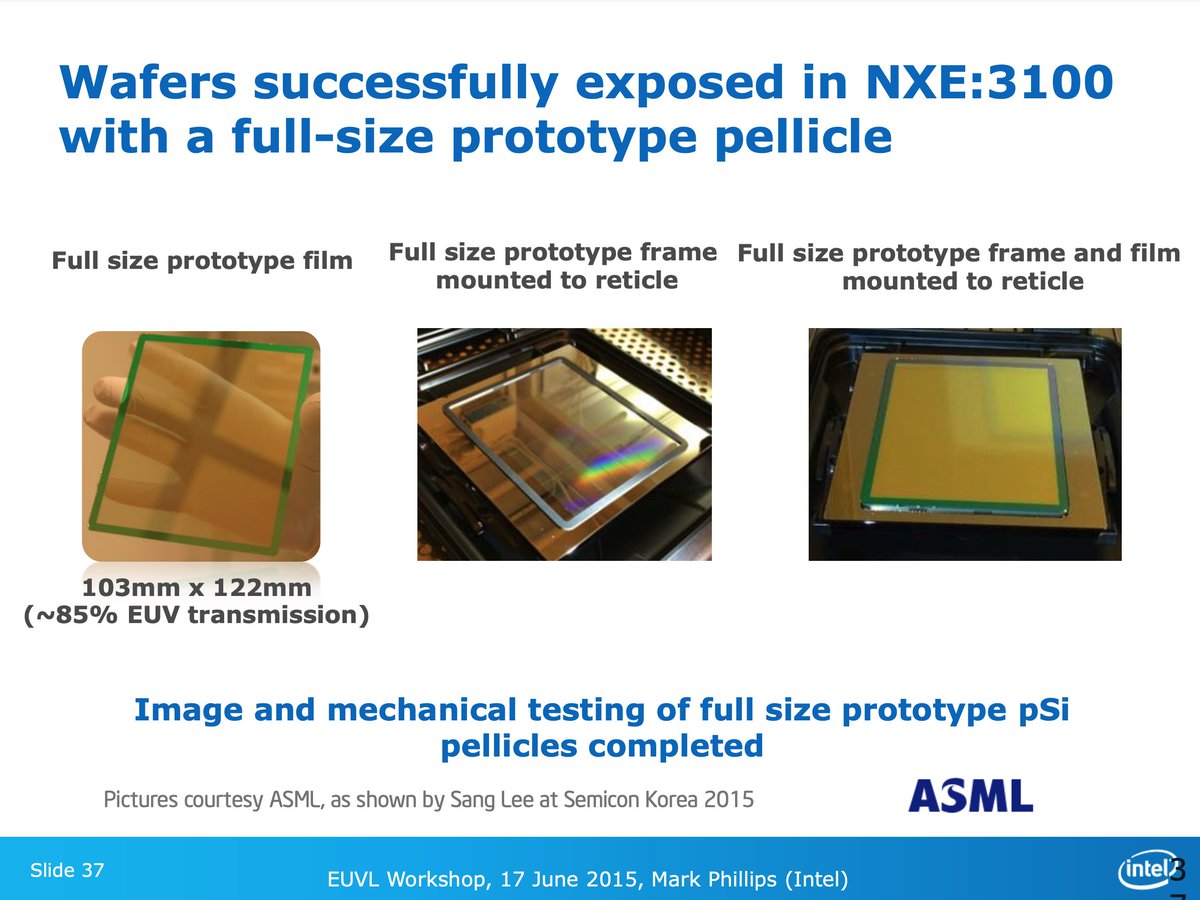 Wafers successfully exposed in NXE:3100
with a full-size prototype pellicle
Full size prototype film
Full size prototype frame
mounted to reticle
Full size prototype frame and film
mounted to reticle
103mm x 122mm
(~85% EUV transmission)
Image and mechanical testing of full size prototype pSi
pellicles completed
Pictures courtesy ASML, as shown by Sang Lee at Semicon Korea 2015
ASML
Slide 37
EUVL Workshop, 17 June 2015, Mark Phillips (Intel)
intel
3